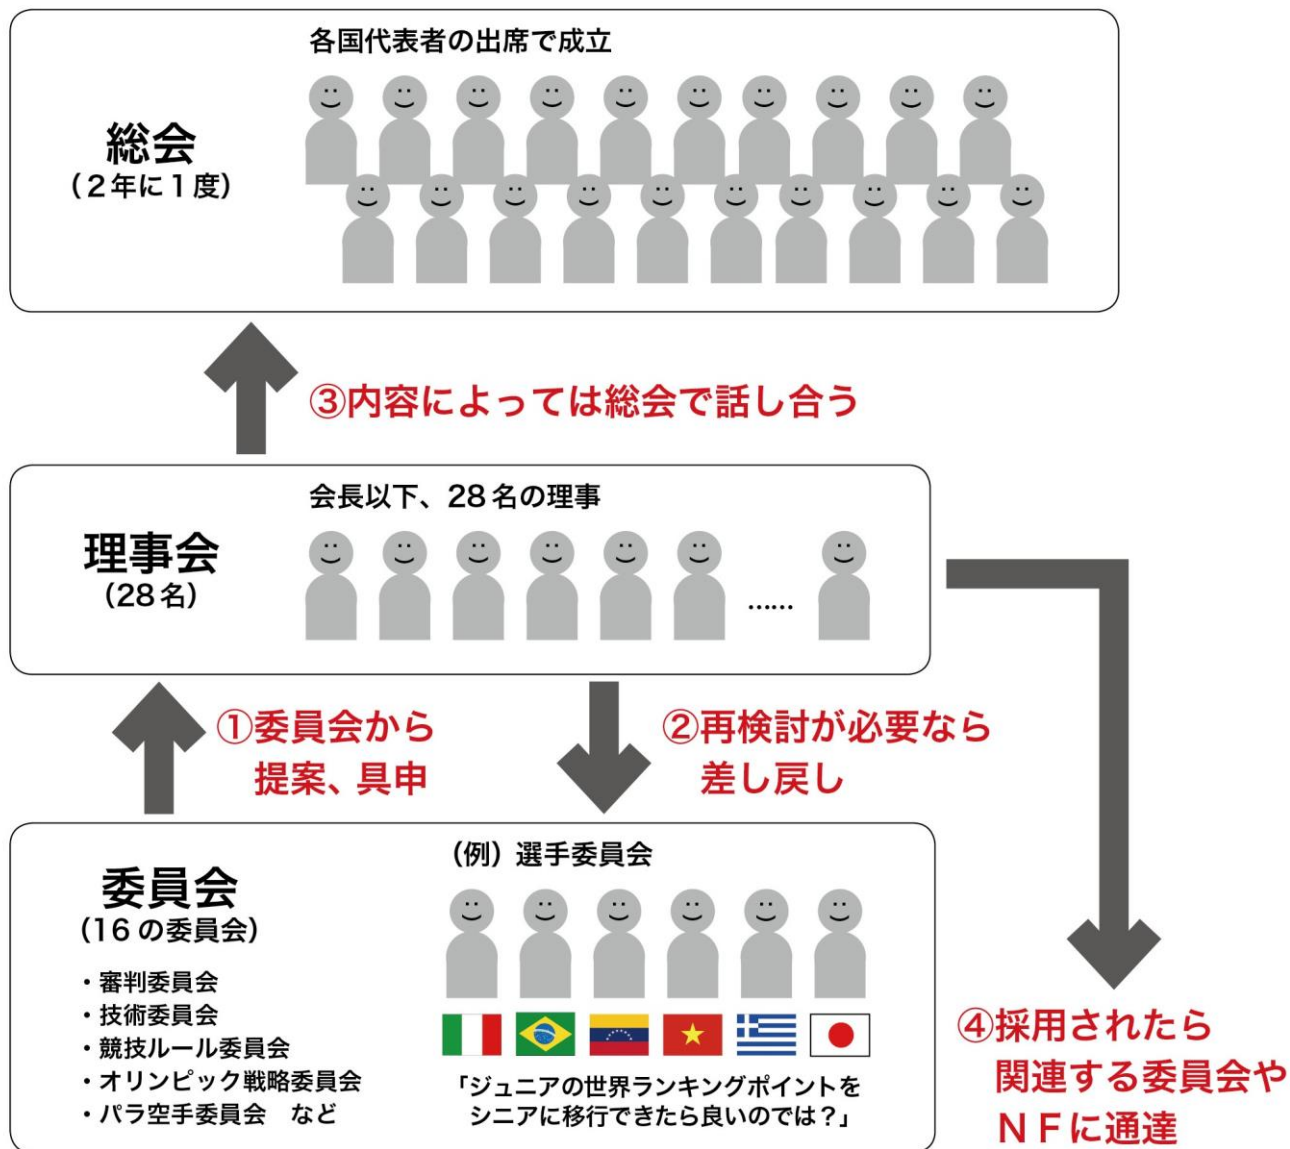 各国代表者の出席で成立
総会
（2年に1度）
③内容によっては総会で話し合う
会長以下、28名の理事
理事会
（28名）
……
①委員会から
提案、具申
②再検討が必要なら
差し戻し
委員会
（16の委員会）
・審判委員会
・技術委員会
・競技ルール委員会
・オリンピック戦略委員会
・パラ空手委員会　など
（例）選手委員会
「ジュニアの世界ランキングポイントを
シニアに移行できたら良いのでは？」
④採用されたら
関連する委員会や
ＮＦに通達